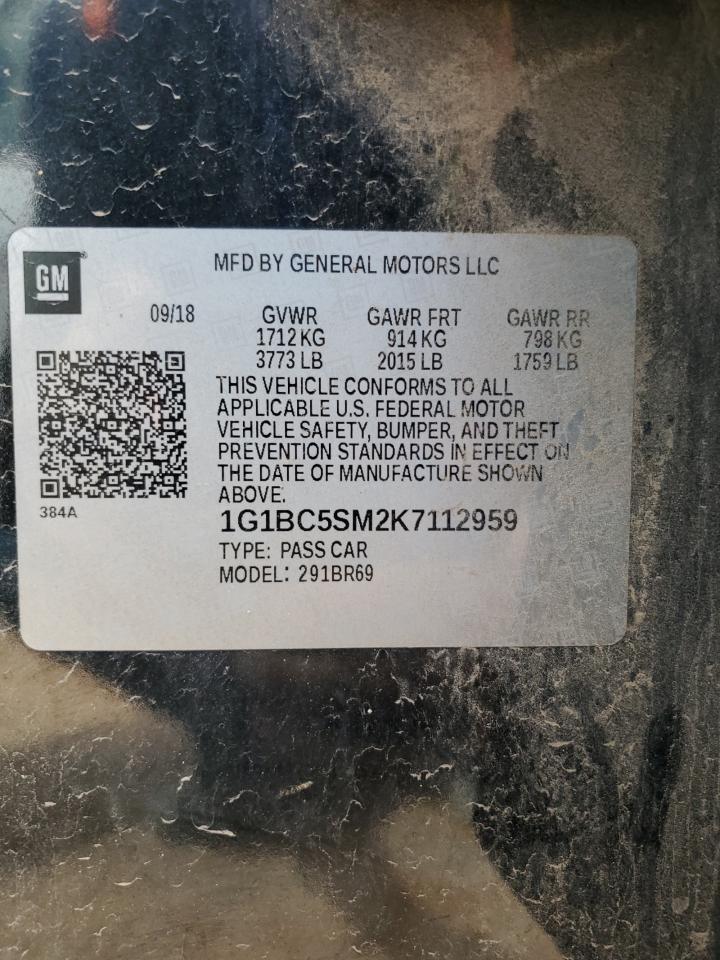 GM
MFD BY GENERAL MOTORS LLC
09/18 GVWR GAWR FRT GAWR RR
1712 KG 914 KG 798 KG
3773 LB 2015 LB 1759 LB
THIS VEHICLE CONFORMS TO ALL
APPLICABLE U.S. FEDERAL MOTOR
VEHICLE SAFETY, BUMPER, AND THEFT
PREVENTION STANDARDS IN EFFECT ON
THE DATE OF MANUFACTURE SHOWN
ABOVE.
384A
1G1BC5SM2K7112959
TYPE: PASS CAR
MODEL: 291BR69